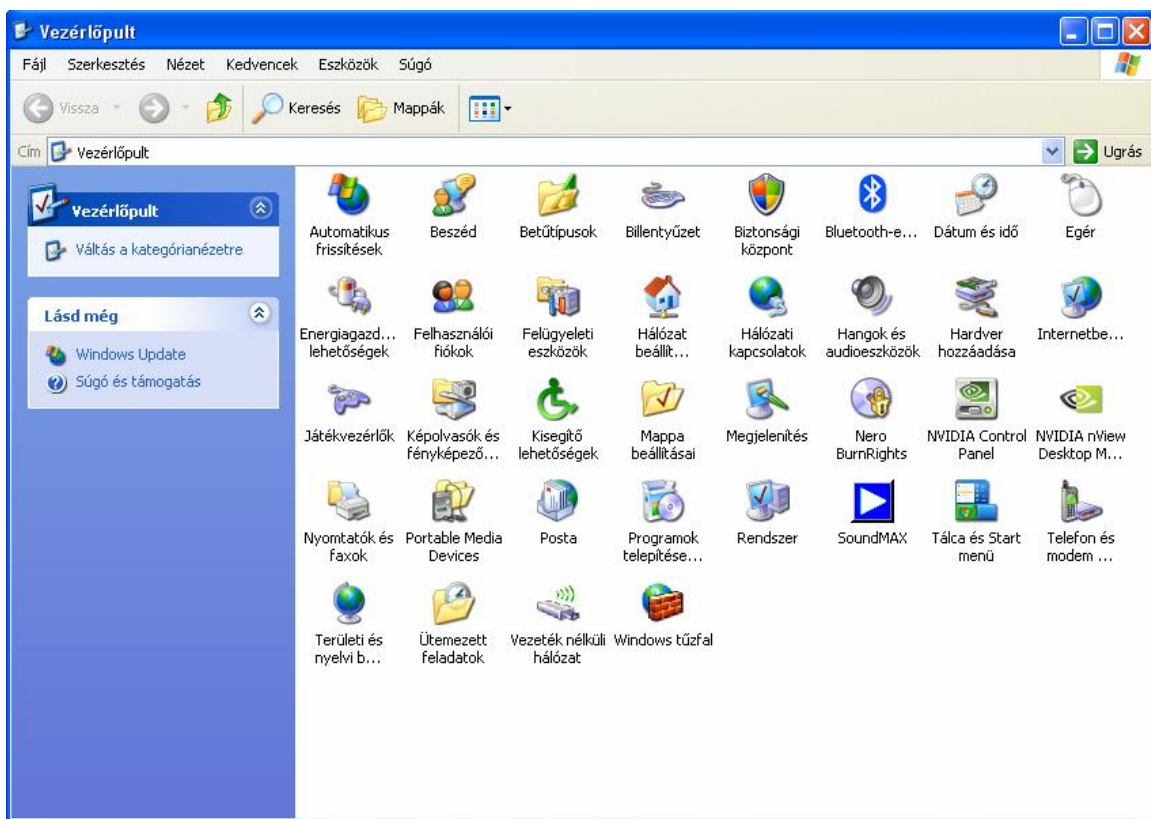 Vezérlőpult
Fájl Szerkesztés Nézet Kedvencek Eszközök Súgó
Vissza Keresés Mappák
Cím Vezérlőpult Ugrás
Vezérlőpult
Váltás a kategórianézetre
Lásd még
Windows Update
Súgó és támogatás
Automatikus frissítések
Beszéd
Betűtípusok
Billentyűzet
Biztonsági központ
Bluetooth-e...
Dátum és idő
Egér
Energiagazd... lehetőségek
Felhasználói fiókok
Felügyeleti eszközök
Hálózat beállít...
Hálózati kapcsolatok
Hangok és audioeszközök
Hardver hozzáadása
Internetbe...
Játékvezérlők
Képolvasók és fényképező...
Kisegítő lehetőségek
Mappa beállításai
Megjelenítés
Nero BurnRights
NVIDIA Control Panel
NVIDIA nView Desktop M...
Nyomtatók és faxok
Portable Media Devices
Posta
Programok telepítése...
Rendszer
SoundMAX
Tálca és Start menü
Telefon és modem ...
Területi és nyelvi b...
Ütemezett feladatok
Vezeték nélküli hálózat
Windows tűzfal